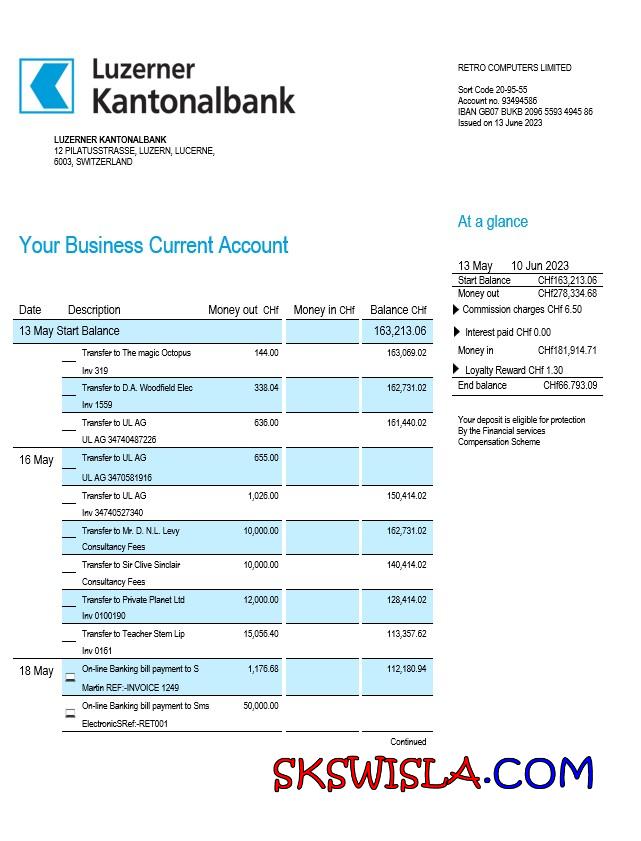 Luzerner
Kantonalbank
LUZERNER KANTONALBANK
12 PILATUSSTRASSE, LUZERN, LUCERNE,
6003, SWITZERLAND
RETRO COMPUTERS LIMITED
Sort Code 20-95-55
Account no. 93494586
IBAN GB07 BUKB 2096 5593 4945 86
Issued on 13 June 2023
Your Business Current Account
At a glance
13 May 10 Jun 2023
Start Balance CHf163,213.06
Money out CHf278,334.68
Commission charges CHf 6.50
Interest paid CHf 0.00
Money in CHf181,914.71
Loyalty Reward CHf 1.30
End balance CHf66.793.09
Your deposit is eligible for protection
By the Financial services
Compensation Scheme
Date Description Money out CHf Money in CHf Balance CHf
13 May Start Balance 163,213.06
Transfer to The magic Octopus 144.00 163,069.02
Inv 319
Transfer to D.A. Woodfield Elec 338.04 162,731.02
Inv 1559
Transfer to UL AG 636.00 161,440.02
UL AG 34740487226
16 May Transfer to UL AG 655.00
UL AG 3470581916
Transfer to UL AG 1,026.00 150,414.02
Inv 34740527340
Transfer to Mr. D. N.L. Levy 10,000.00 162,731.02
Consultancy Fees
Transfer to Sir Clive Sinclair 10,000.00 140,414.02
Consultancy Fees
Transfer to Private Planet Ltd 12,000.00 128,414.02
Inv 0100190
Transfer to Teacher Stem Lip 15,056.40 113,357.62
Inv 0161
18 May On-line Banking bill payment to S 1,176.68 112,180.94
Martin REF:-INVOICE 1249
On-line Banking bill payment to Sms 50,000.00
ElectronicSRef:-RET001
Continued
SKSWISLA.COM